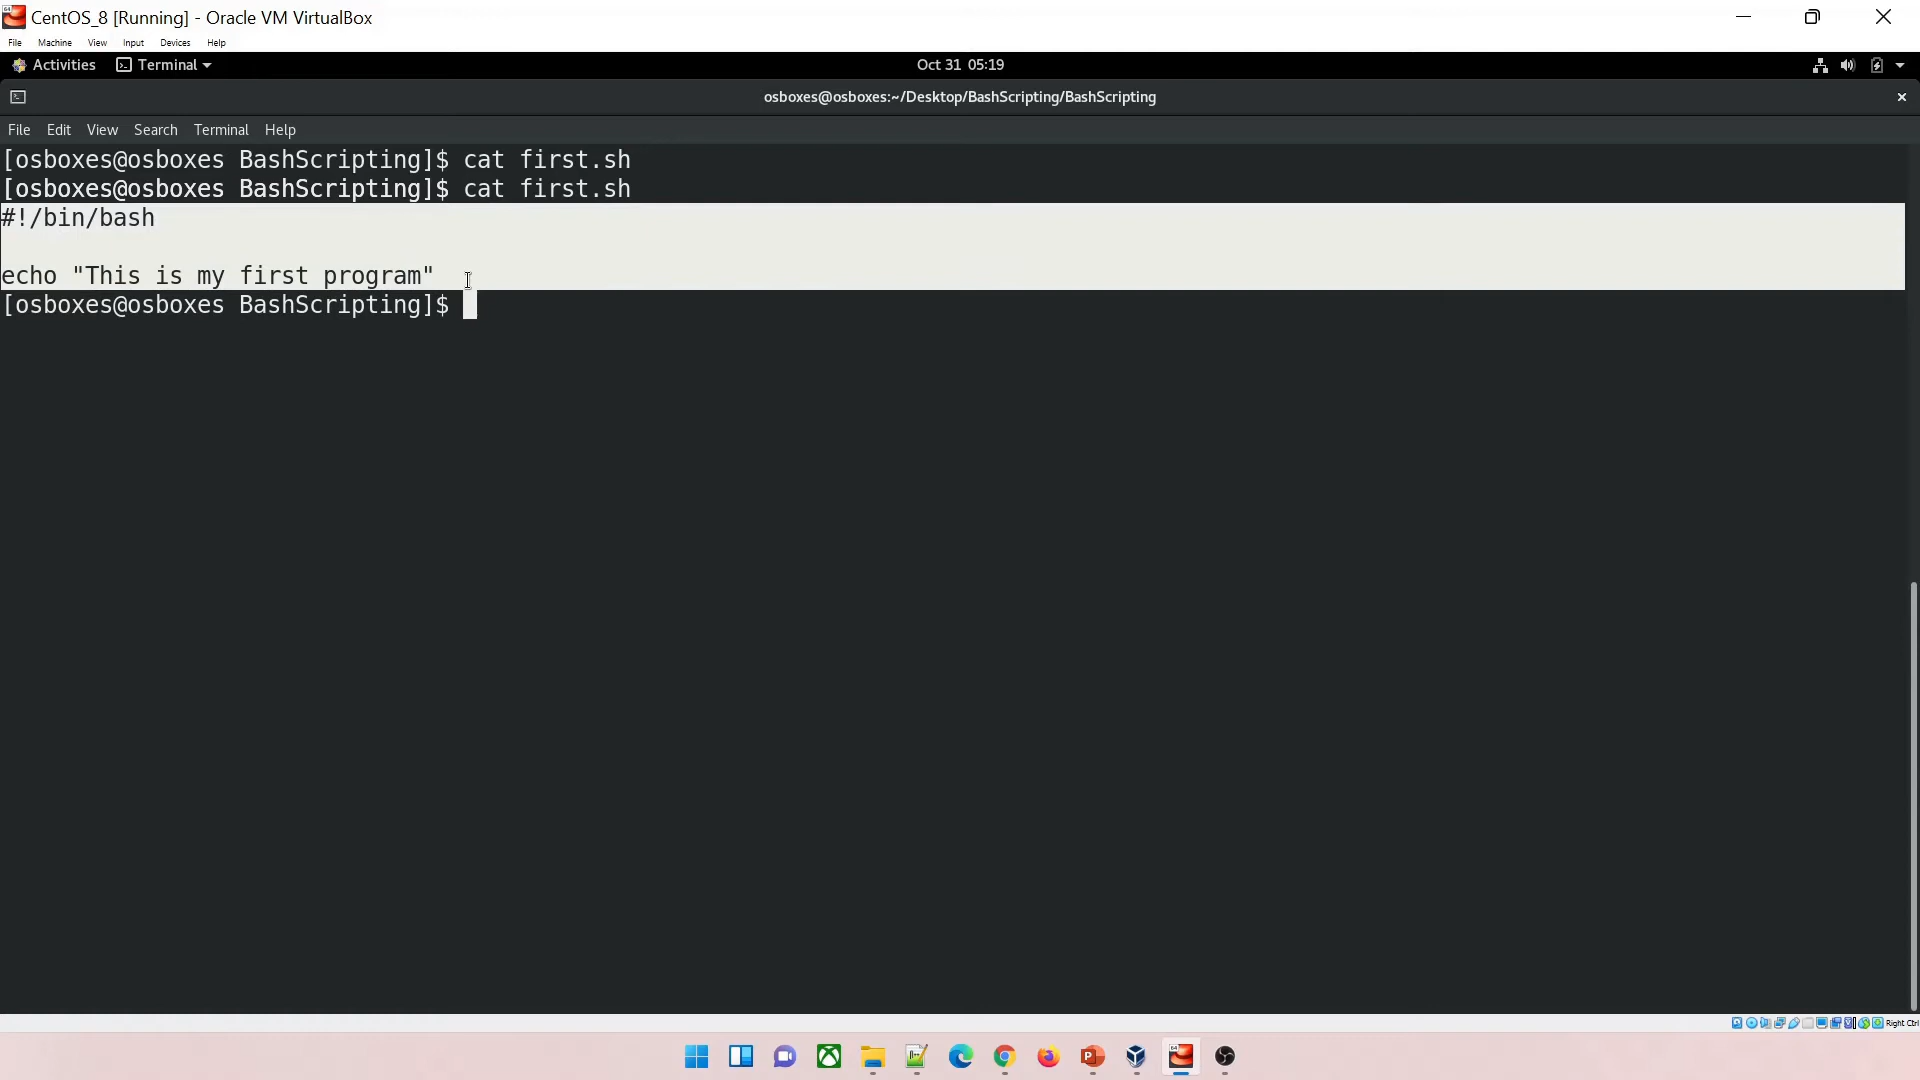 CentOS_8 [Running] - Oracle VM VirtualBox
File Machine View Input Devices Help
Activities Terminal Oct 31 05:19
osboxes@osboxes:~/Desktop/BashScripting/BashScripting
File Edit View Search Terminal Help
[osboxes@osboxes BashScripting]$ cat first.sh
[osboxes@osboxes BashScripting]$ cat first.sh
#!/bin/bash
echo "This is my first program"
[osboxes@osboxes BashScripting]$
Right Ctrl